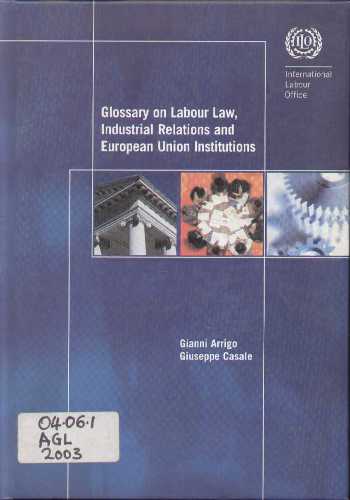 ILO
International
Labour
Office
Glossary on Labour Law,
Industrial Relations and
European Union Institutions
Gianni Arrigo
Giuseppe Casale
04.06.1
AGL
2003